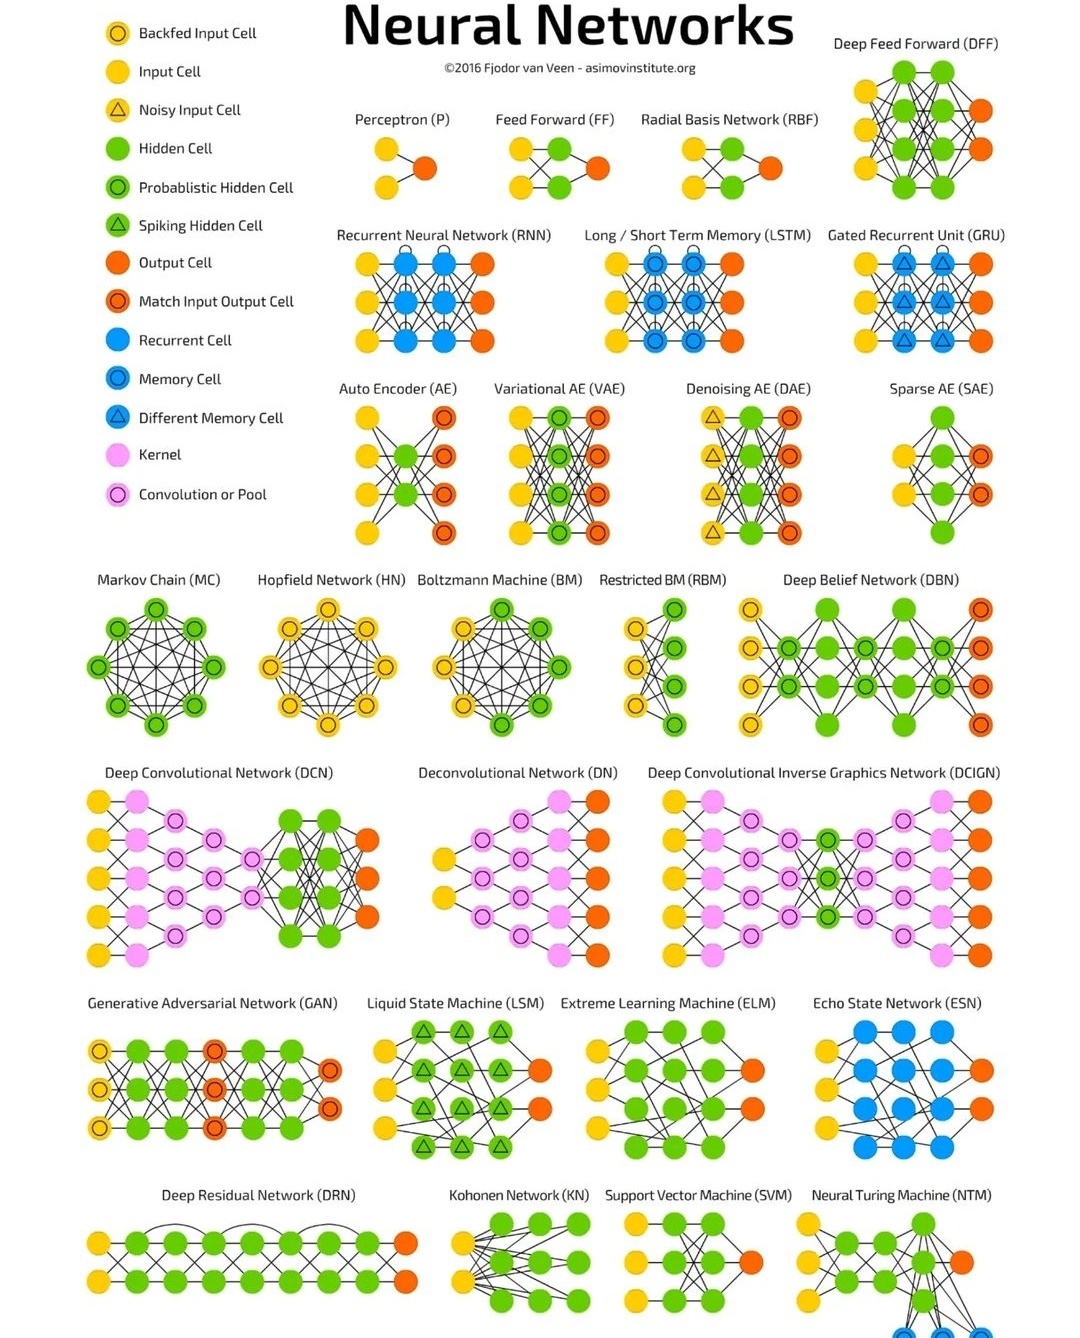 Neural Networks
©2016 Fjodor van Veen - asimovinstitute.org
Backfed Input Cell
Input Cell
Noisy Input Cell
Hidden Cell
Probablistic Hidden Cell
Spiking Hidden Cell
Output Cell
Match Input Output Cell
Recurrent Cell
Memory Cell
Different Memory Cell
Kernel
Convolution or Pool
Deep Feed Forward (DFF)
Perceptron (P)
Feed Forward (FF)
Radial Basis Network (RBF)
Recurrent Neural Network (RNN)
Long / Short Term Memory (LSTM)
Gated Recurrent Unit (GRU)
Auto Encoder (AE)
Variational AE (VAE)
Denoising AE (DAE)
Sparse AE (SAE)
Markov Chain (MC)
Hopfield Network (HN)
Boltzmann Machine (BM)
Restricted BM (RBM)
Deep Belief Network (DBN)
Deep Convolutional Network (DCN)
Deconvolutional Network (DN)
Deep Convolutional Inverse Graphics Network (DCIGN)
Generative Adversarial Network (GAN)
Liquid State Machine (LSM)
Extreme Learning Machine (ELM)
Echo State Network (ESN)
Deep Residual Network (DRN)
Kohonen Network (KN)
Support Vector Machine (SVM)
Neural Turing Machine (NTM)